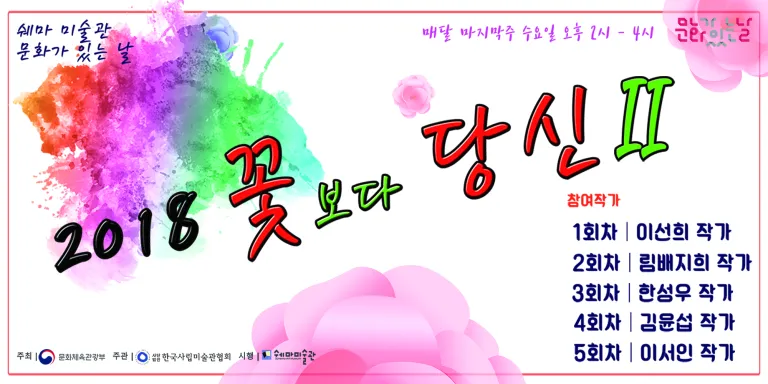 쉐마 미술관
문화가 있는 날
매달 마지막주 수요일 오후 2시 - 4시
문화가 있는 날
2018 꽃보다 당신 II
참여작가
1회차 | 이선희 작가
2회차 | 림배지희 작가
3회차 | 한성우 작가
4회차 | 김윤섭 작가
5회차 | 이서인 작가
주최 | 문화체육관광부 주관 | 사단법인 한국사립미술관협회 시행 | 쉐마미술관